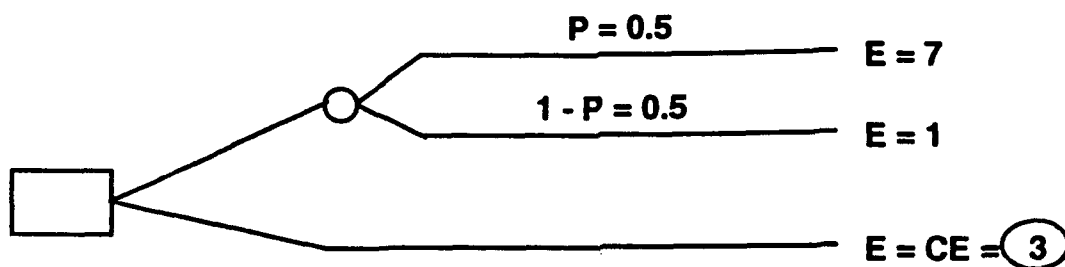 P = 0.5
E = 7
1 - P = 0.5
E = 1
E = CE = 3